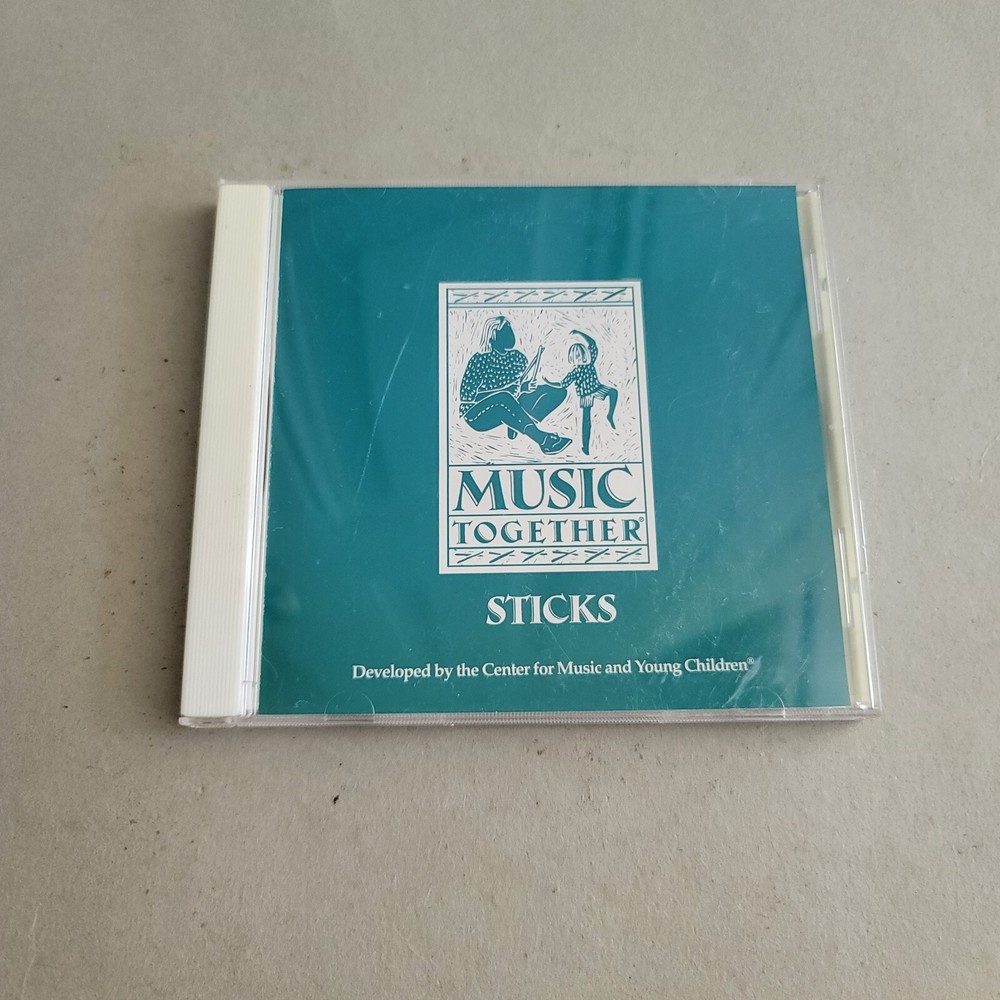 MUSIC
TOGETHER®
STICKS
Developed by the Center for Music and Young Children®